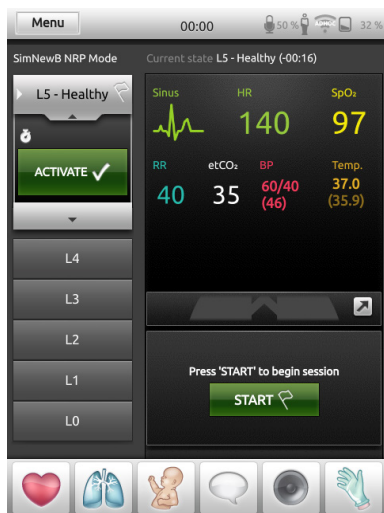 Menu
00:00
50 %
32 %
SimNewB NRP Mode
Current state L5 - Healthy (-00:16)
L5 - Healthy
ACTIVATE
L4
L3
L2
L1
L0
Sinus
HR
SpO₂
140
97
RR
etCO₂
BP
Temp.
40
35
60/40
(46)
37.0
(35.9)
Press 'START' to begin session
START